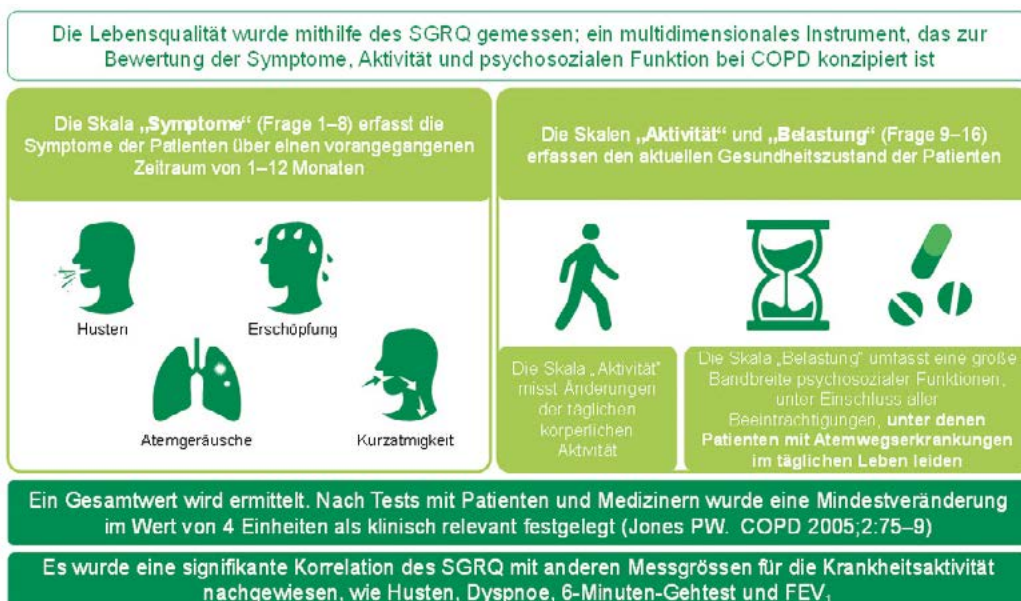 Die Lebensqualität wurde mithilfe des SGRQ gemessen; ein multidimensionales Instrument, das zur
Bewertung der Symptome, Aktivität und psychosozialen Funktion bei COPD konzipiert ist
Die Skala „Symptome“ (Frage 1–8) erfasst die
Symptome der Patienten über einen vorangegangenen
Zeitraum von 1–12 Monaten
Husten
Erschöpfung
Atemgeräusche
Kurzatmigkeit
Die Skalen „Aktivität“ und „Belastung“ (Frage 9–16)
erfassen den aktuellen Gesundheitszustand der Patienten
Die Skala „Aktivität“
misst Änderungen
der täglichen
körperlichen
Aktivität
Die Skala „Belastung“ umfasst eine große
Bandbreite psychosozialer Funktionen,
unter Einschluss aller
Beeinträchtigungen, unter denen
Patienten mit Atemwegserkrankungen
im täglichen Leben leiden
Ein Gesamtwert wird ermittelt. Nach Tests mit Patienten und Medizinern wurde eine Mindestveränderung
im Wert von 4 Einheiten als klinisch relevant festgelegt (Jones PW. COPD 2005;2:75–9)
Es wurde eine signifikante Korrelation des SGRQ mit anderen Messgrössen für die Krankheitsaktivität
nachgewiesen, wie Husten, Dyspnoe, 6-Minuten-Gehtest und FEV₁